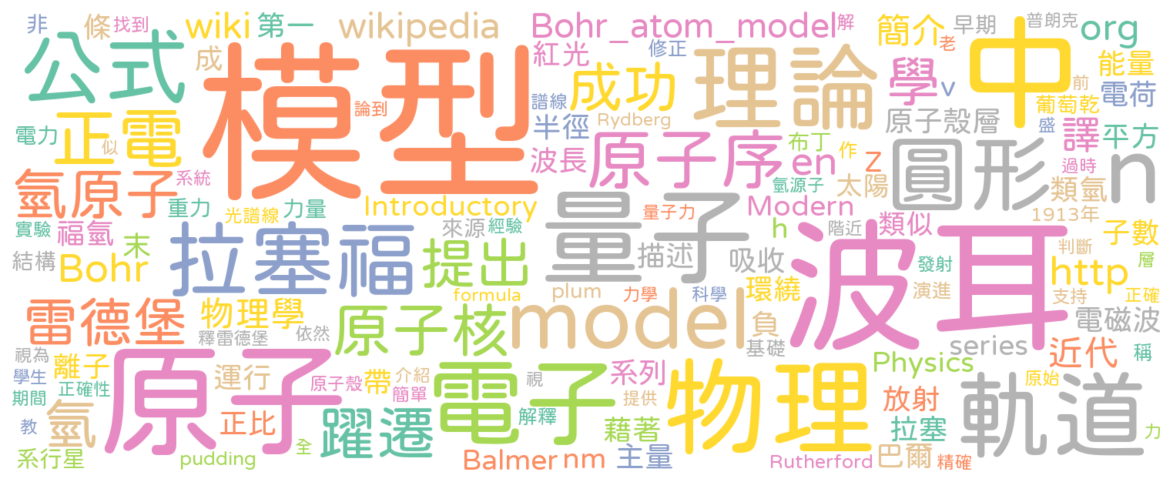 非 條 找到 wiki 第一 wikipedia Bohr_atom_model 解 簡介 早期 普朗克 org
公式 成 模型 論到 紅光 修正 成功 理論 學 v 老 中 前 能量 電荷
電力 正電 似 譜線 半徑 Rydberg 原子殼層 葡萄乾 盛 譯 平方
氫原子 系統 波長 原子序 布丁 en 作 z 太陽 圓形 過時 類氫 n
實驗 福氫 重力 光譜線 力量 Introductory 來源 經驗 氫源子 量子力 Modern h 類似 階近 1913年 子數
結構 末 Bohr 拉塞福 提出 量子 描述 吸收 波耳 發射 演進 判斷 層 http 正確
雷德堡 物理學 formula plum 力學 科學 環繞 支持 電磁波
釋雷德堡 依然 原子核 model 負 基礎 Physics series 近代 稱
視為 離子 學生 正確性 期間 運行 原子 原子殼 帶 介紹 簡單 電子 視 系列 提供 物理 放射 軌道 原始
教 氫 正比 躍遷 解釋 藉著 拉塞 力
系行星 pudding 全 Balmer nm 主量 Rutherford 巴爾 精確